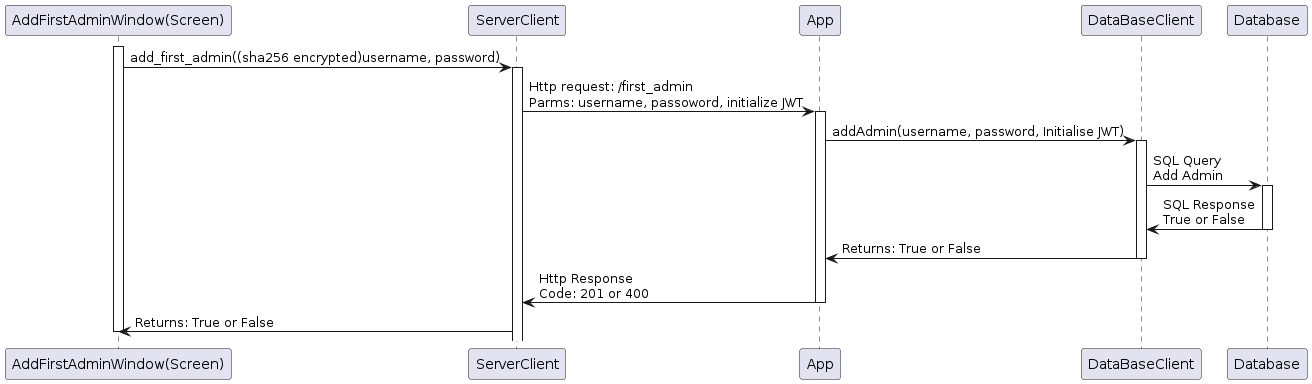 AddFirstAdminWindow(Screen)
ServerClient
App
DataBaseClient
Database
add_first_admin((sha256 encrypted)username, password)
Http request: /first_admin
Parms: username, passoword, initialize JWT
addAdmin(username, password, Initialise JWT)
SQL Query
Add Admin
SQL Response
True or False
Returns: True or False
Http Response
Code: 201 or 400
Returns: True or False
AddFirstAdminWindow(Screen)
ServerClient
App
DataBaseClient
Database